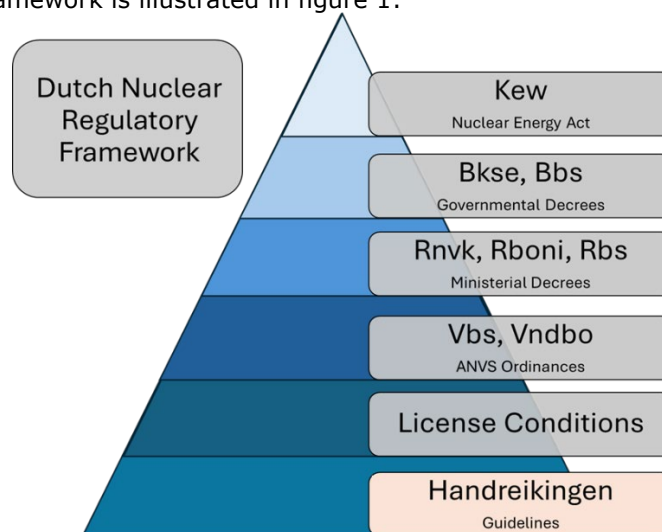 amework is illustrated in figure 1.
Dutch Nuclear
Regulatory
Framework
Kew
Nuclear Energy Act
Bkse, Bbs
Governmental Decrees
Rnvk, Rboni, Rbs
Ministerial Decrees
Vbs, Vndbo
ANVS Ordinances
License Conditions
Handreikingen
Guidelines